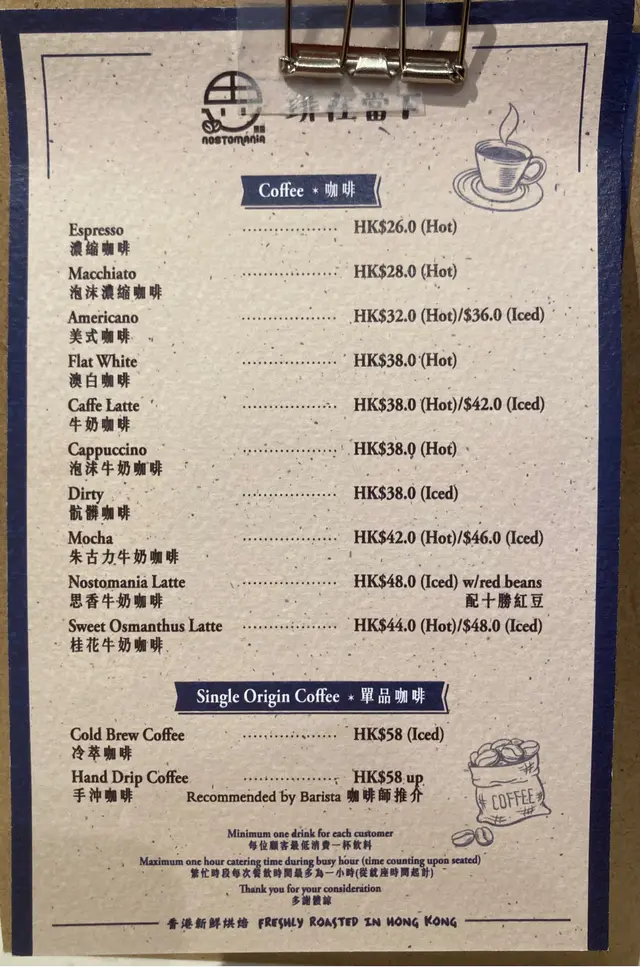 NOSTOMANIA
在當下
Coffee * 咖啡
Espresso ................. HK$26.0 (Hot)
濃縮咖啡
Macchiato ................. HK$28.0 (Hot)
泡沫濃縮咖啡
Americano ................. HK$32.0 (Hot)/$36.0 (Iced)
美式咖啡
Flat White ................. HK$38.0 (Hot)
澳白咖啡
Caffe Latte ................. HK$38.0 (Hot)/$42.0 (Iced)
牛奶咖啡
Cappuccino ................. HK$38.0 (Hot)
泡沫牛奶咖啡
Dirty ................. HK$38.0 (Iced)
骯髒咖啡
Mocha ................. HK$42.0 (Hot)/$46.0 (Iced)
朱古力牛奶咖啡
Nostomania Latte ................. HK$48.0 (Iced) w/red beans
思香牛奶咖啡 配十勝紅豆
Sweet Osmanthus Latte ................. HK$44.0 (Hot)/$48.0 (Iced)
桂花牛奶咖啡
Single Origin Coffee * 單品咖啡
Cold Brew Coffee ................. HK$58 (Iced)
冷萃咖啡
Hand Drip Coffee ................. HK$58 up
手沖咖啡 Recommended by Barista 咖啡師推介
COFFEE
Minimum one drink for each customer
每位顧客最低消費一杯飲料
Maximum one hour catering time during busy hour (time counting upon seated)
繁忙時段每次餐飲時間最多為一小時(從就座時間起計)
Thank you for your consideration
多謝體諒
香港新鮮烘焙 FRESHLY ROASTED IN HONG KONG